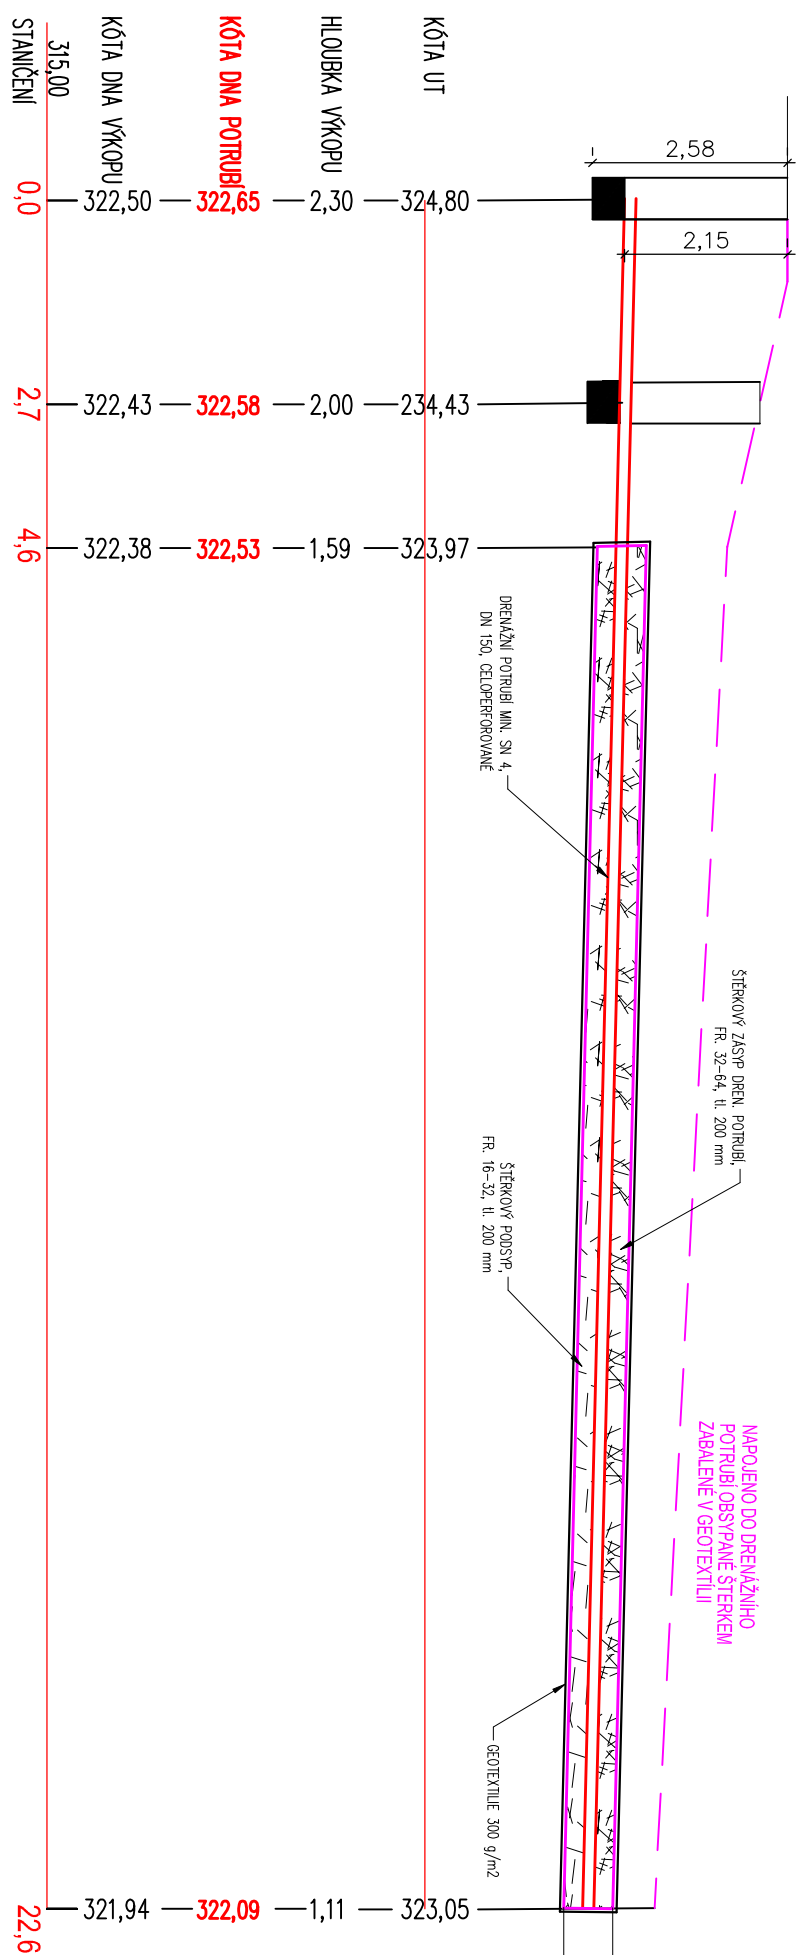 KÓTA UT
HLOUBKA VÝKOPU
KÓTA DNA POTRUBÍ
KÓTA DNA VÝKOPU
315,00
STANIČENÍ
2,58
2,15
324,80
2,30
322,65
322,50
0,0
234,43
2,00
322,58
322,43
2,7
323,97
1,59
322,53
322,38
4,6
DRENÁŽNÍ POTRUBÍ MIN. SN 4,
DN 150, CELOPERFOROVANÉ
ŠTĚRKOVÝ ZÁSYP DREN. POTRUBÍ,
FR. 32-64, tl. 200 mm
ŠTĚRKOVÝ PODSYP,
FR. 16-32, tl. 200 mm
NAPOJENO DO DRENÁŽNÍHO
POTRUBÍ OBSYPANÉ ŠTERKEM
ZABALENÉ V GEOTEXTÍLII
GEOTEXTILIE 300 g/m2
323,05
1,11
322,09
321,94
22,6